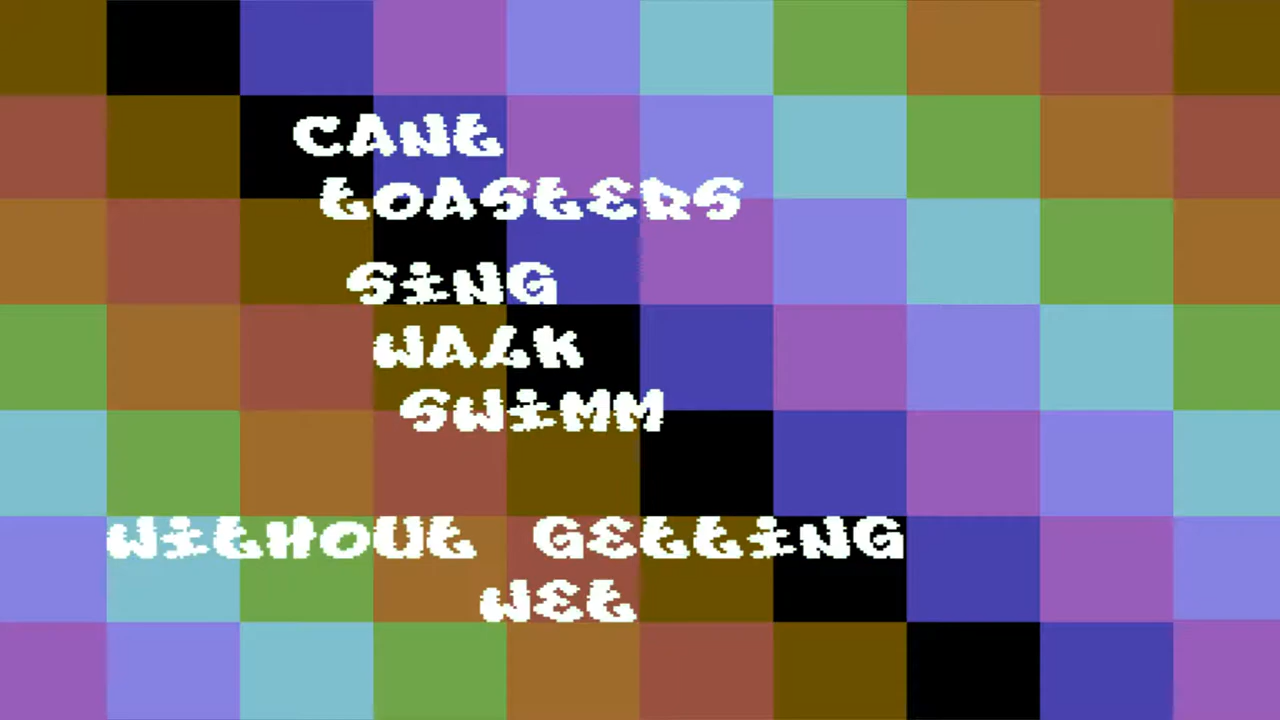 CANt
tOAStERS
SiNG
WALK
SWiMM
WitHOUt GEttiNG
WEt